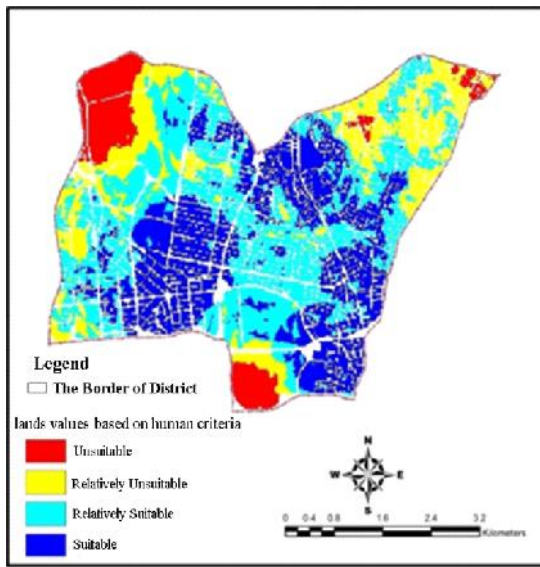 Legend
The Border of District
lands values based on human criteria
Unsuitable
Relatively Unsuitable
Relatively Suitable
Suitable
N
W E
S
0 0.4 0.8 1.6 2.4 3.2
Kilometers